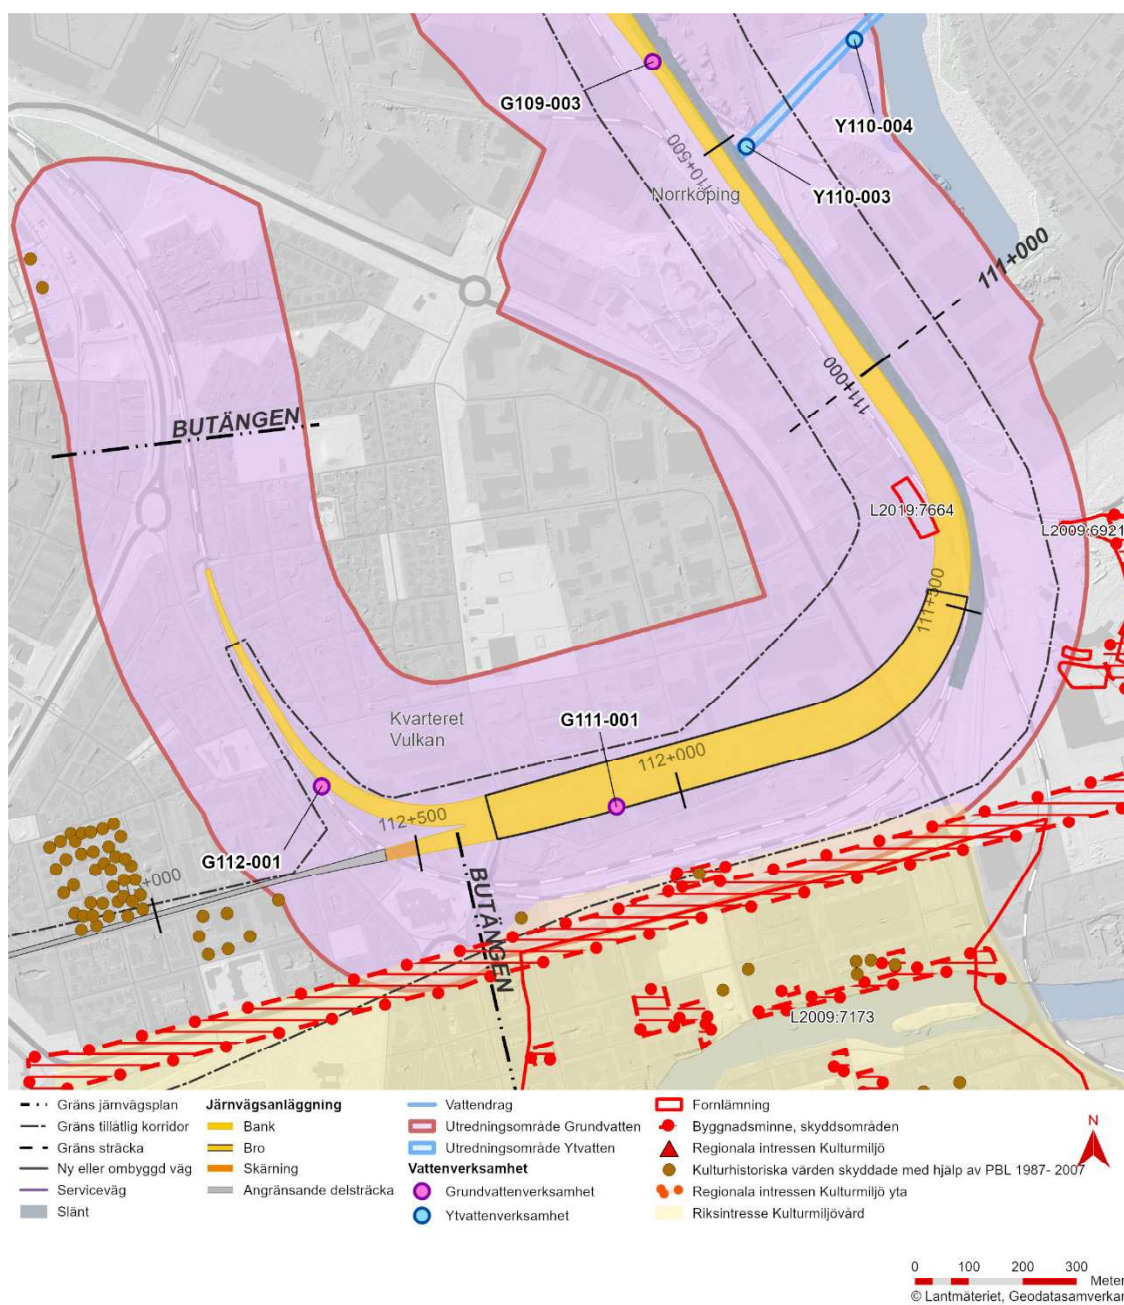 G109-003
Y110-004
110+500
Norrköping
Y110-003
111+000
111+000
BUTÄNGEN
L2019:7664
L2009:6921
111+500
Kvarteret
Vulkan
G111-001
112+000
112+500
G112-001
+000
BUTÄNGEN
L2009:7173
Gräns järnvägsplan
Gräns tillåtlig korridor
Gräns sträcka
Ny eller ombyggd väg
Serviceväg
Slänt
Järnvägsanläggning
Bank
Bro
Skärning
Angränsande delsträcka
Vattendrag
Utredningsområde Grundvatten
Utredningsområde Ytvatten
Vattenverksamhet
Grundvattenverksamhet
Ytvattenverksamhet
Fornlämning
Byggnadsminne, skyddsområden
Regionala intressen Kulturmiljö
Kulturhistoriska värden skyddade med hjälp av PBL 1987- 2007
Regionala intressen Kulturmiljö yta
Riksintresse Kulturmiljövård
N
0 100 200 300
Meter
© Lantmäteriet, Geodatasamverkan